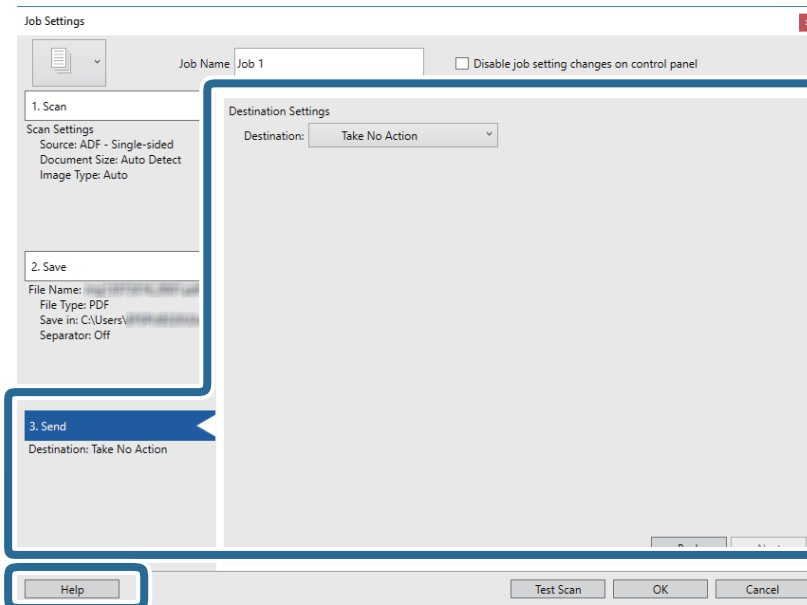 Job Settings
Job Name Job 1
Disable job setting changes on control panel
1. Scan
Scan Settings
Source: ADF - Single-sided
Document Size: Auto Detect
Image Type: Auto
2. Save
File Name:
File Type: PDF
Save in: C:\Users\
Separator: Off
3. Send
Destination: Take No Action
Destination Settings
Destination: Take No Action
Help
Test Scan
OK
Cancel